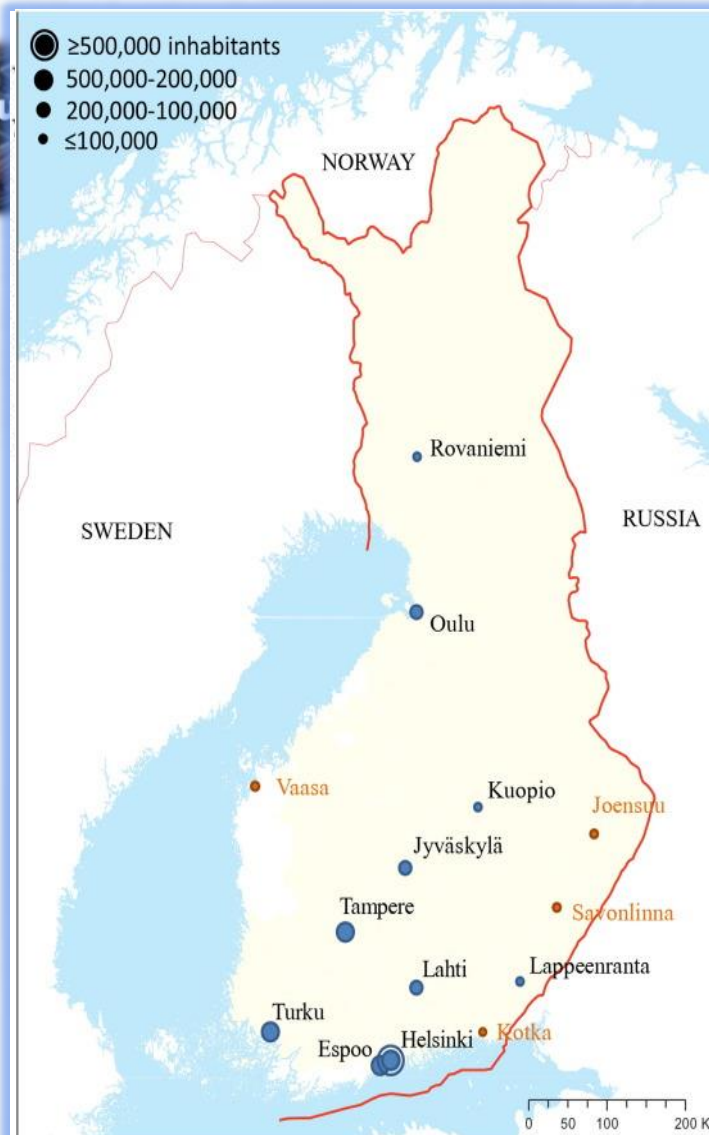 ≥500,000 inhabitants
500,000-200,000
200,000-100,000
≤100,000
NORWAY
Rovaniemi
SWEDEN
RUSSIA
Oulu
Vaasa
Kuopio
Joensuu
Jyväskylä
Tampere
Savonlinna
Lahti
Lappeenranta
Turku
Kotka
Espoo
Helsinki
0 50 100 200 K